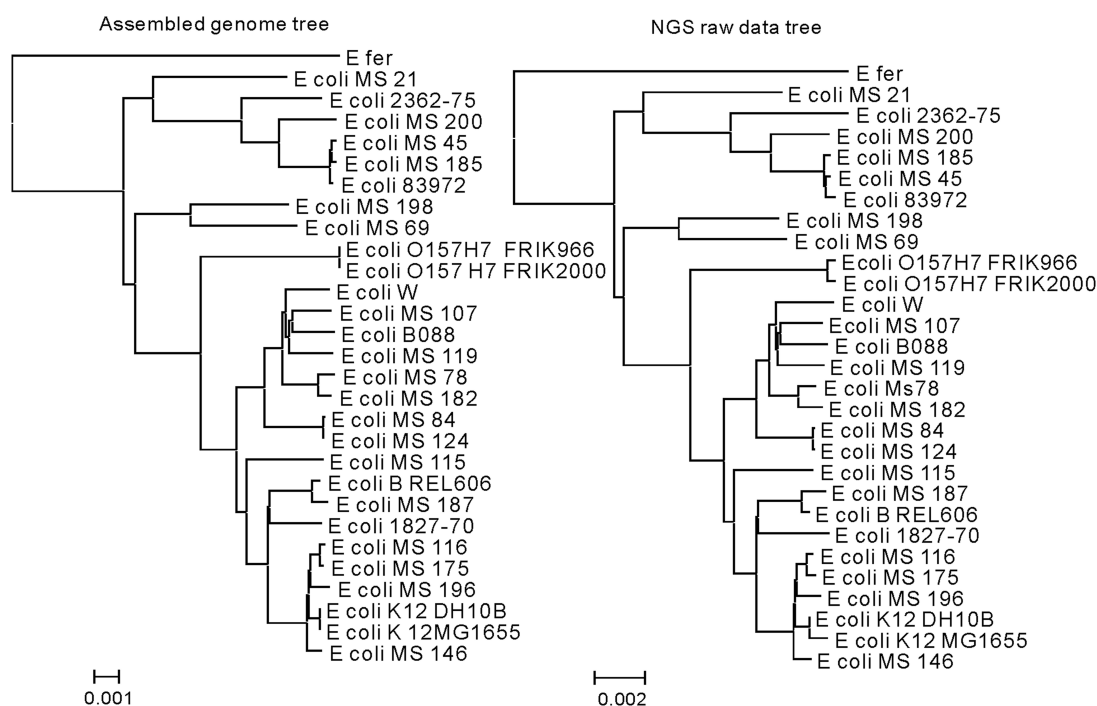 Assembled genome tree
E fer
E coli MS 21
E coli 2362-75
E coli MS 200
E coli MS 45
E coli MS 185
E coli 83972
E coli MS 198
E coli MS 69
E coli O157H7 FRIK966
E coli O157 H7 FRIK2000
E coli W
E coli MS 107
E coli B088
E coli MS 119
E coli MS 78
E coli MS 182
E coli MS 84
E coli MS 124
E coli MS 115
E coli B REL606
E coli MS 187
E coli 1827-70
E coli MS 116
E coli MS 175
E coli MS 196
E coli K12 DH10B
E coli K 12MG1655
E coli MS 146
0.001
NGS raw data tree
E fer
E coli MS 21
E coli 2362-75
E coli MS 200
E coli MS 185
E coli MS 45
E coli 83972
E coli MS 198
E coli MS 69
Ecoli O157H7 FRIK966
E coli O157H7 FRIK2000
E coli W
Ecoli MS 107
E coli B088
E coli MS 119
E coli Ms78
E coli MS 182
E coli MS 84
E coli MS 124
E coli MS 115
E coli MS 187
E coli B REL606
E coli 1827-70
E coli MS 116
E coli MS 175
E coli MS 196
E coli K12 DH10B
E coli K12 MG1655
E coli MS 146
0.002